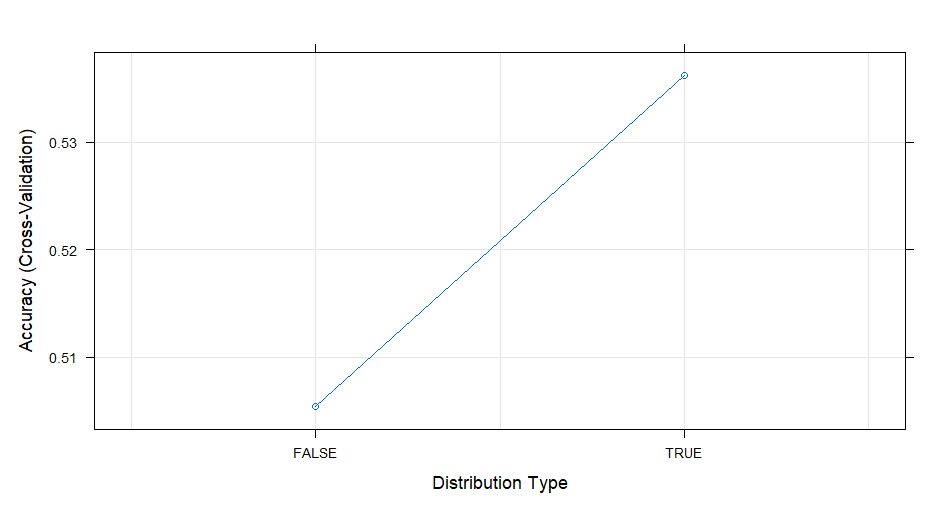 Accuracy (Cross-Validation)
0.53
0.52
0.51
FALSE
TRUE
Distribution Type